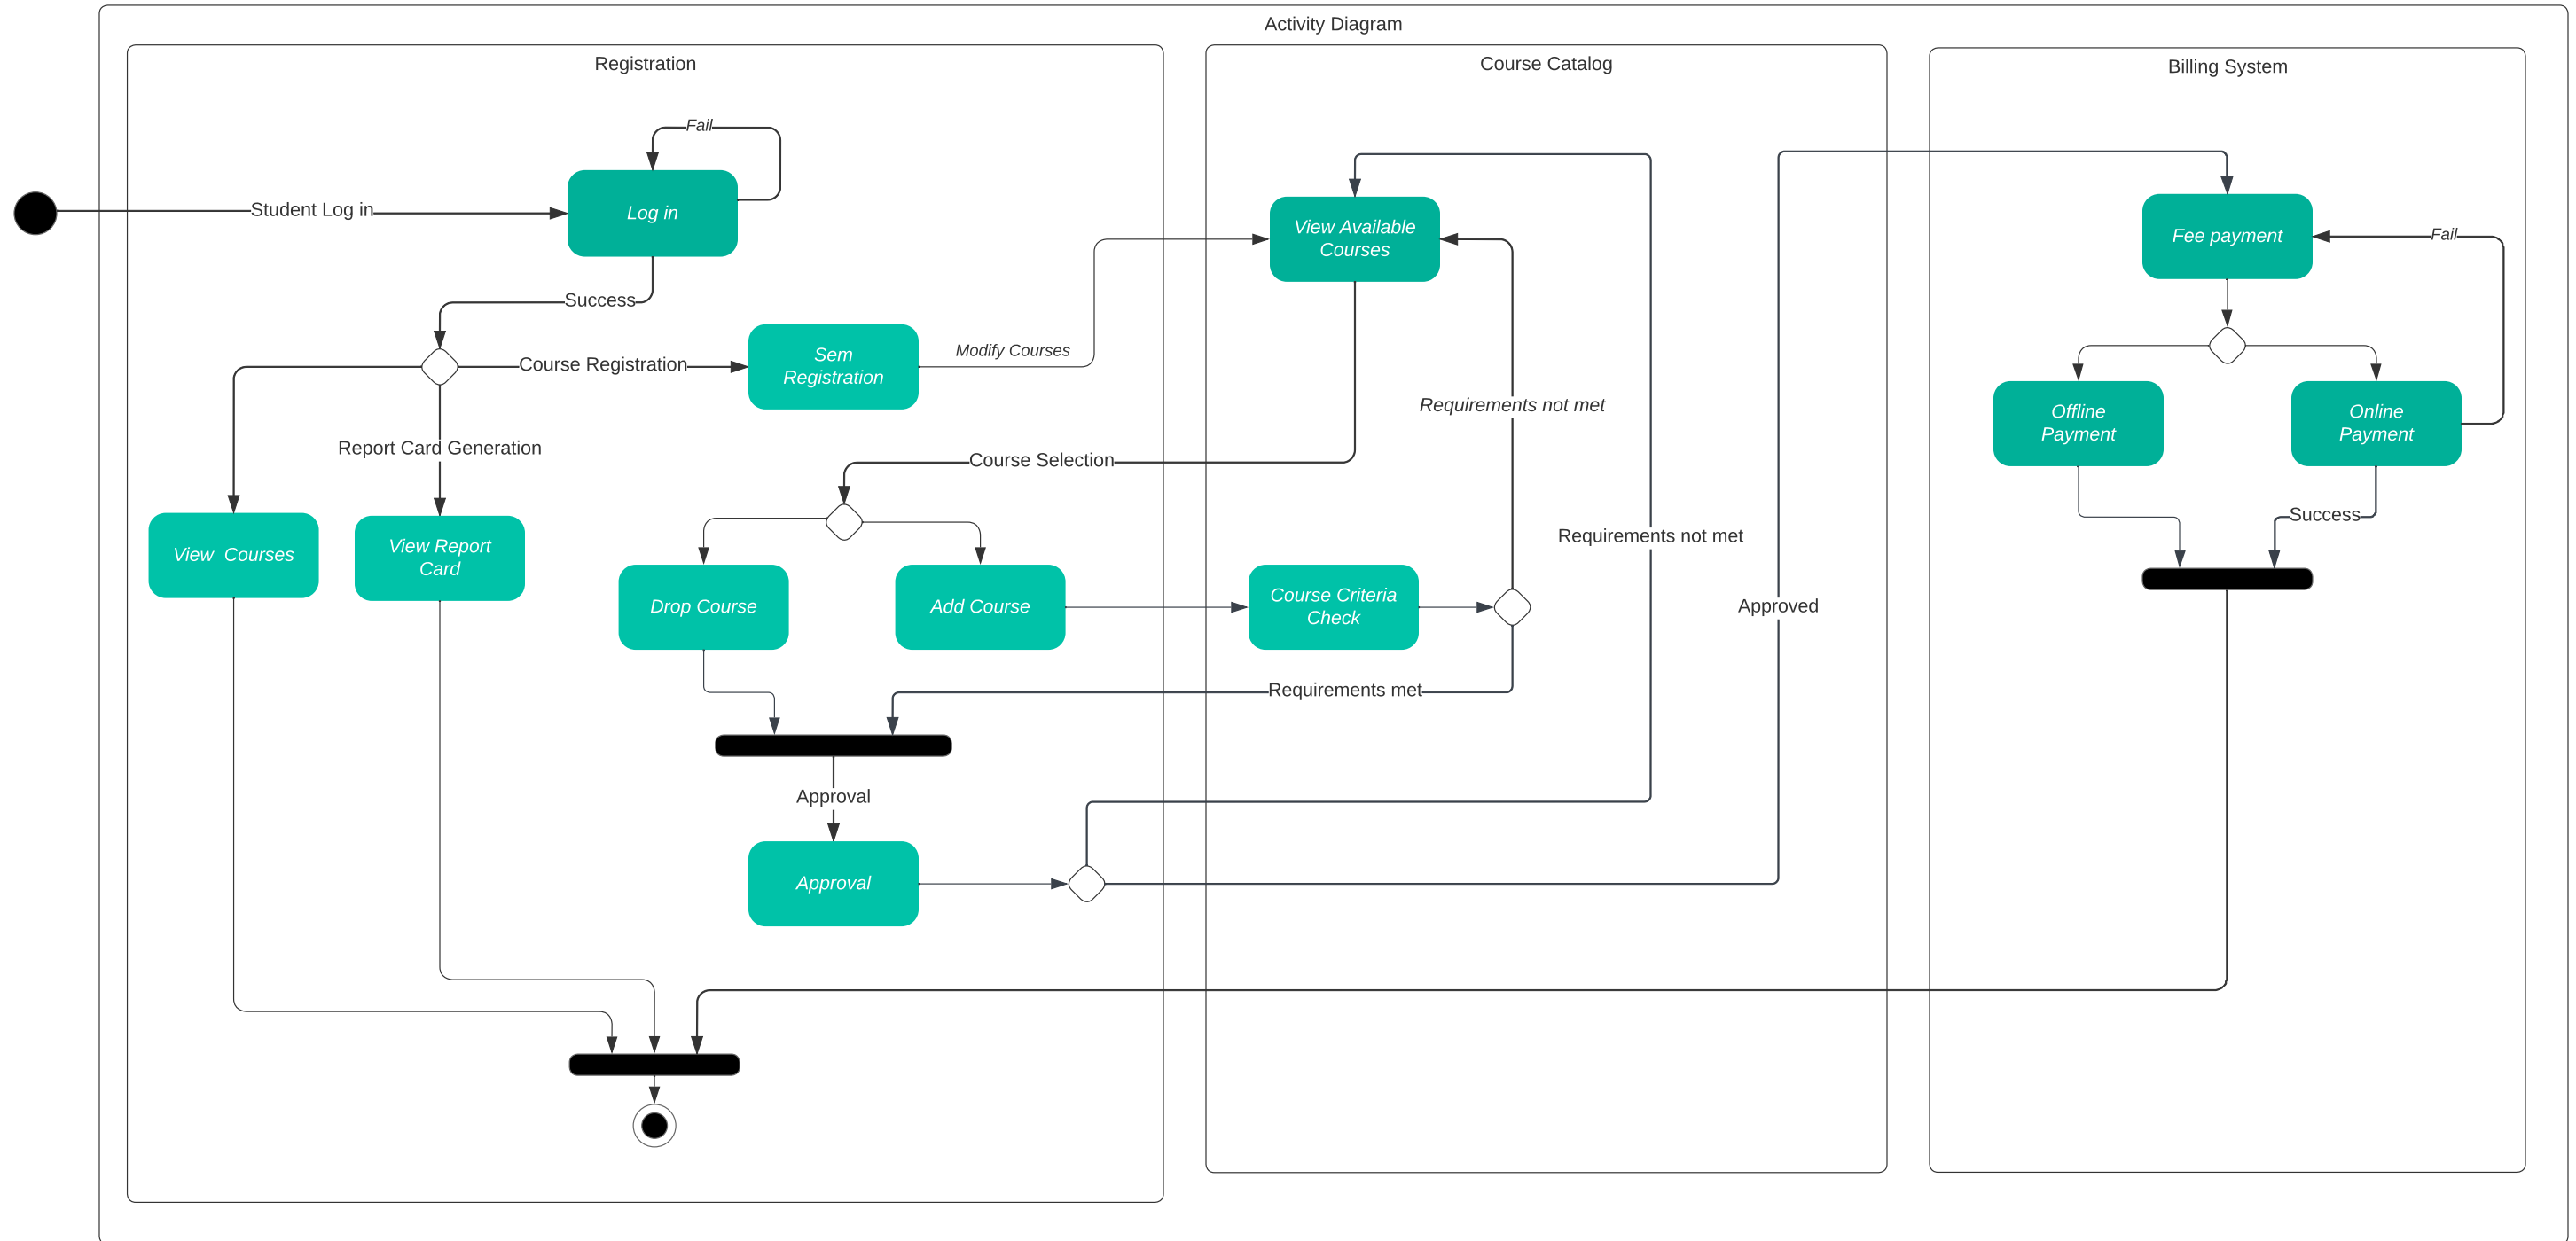 Activity Diagram
Registration
Course Catalog
Billing System
Fail
Student Log in
Log in
View Available
Courses
Fee payment
Fail
Success
Course Registration
Sem
Registration
Modify Courses
Requirements not met
Offline
Payment
Online
Payment
Report Card Generation
Course Selection
Success
View  Courses
View Report
Card
Requirements not met
Drop Course
Add Course
Course Criteria
Check
Approved
Requirements met
Approval
Approval